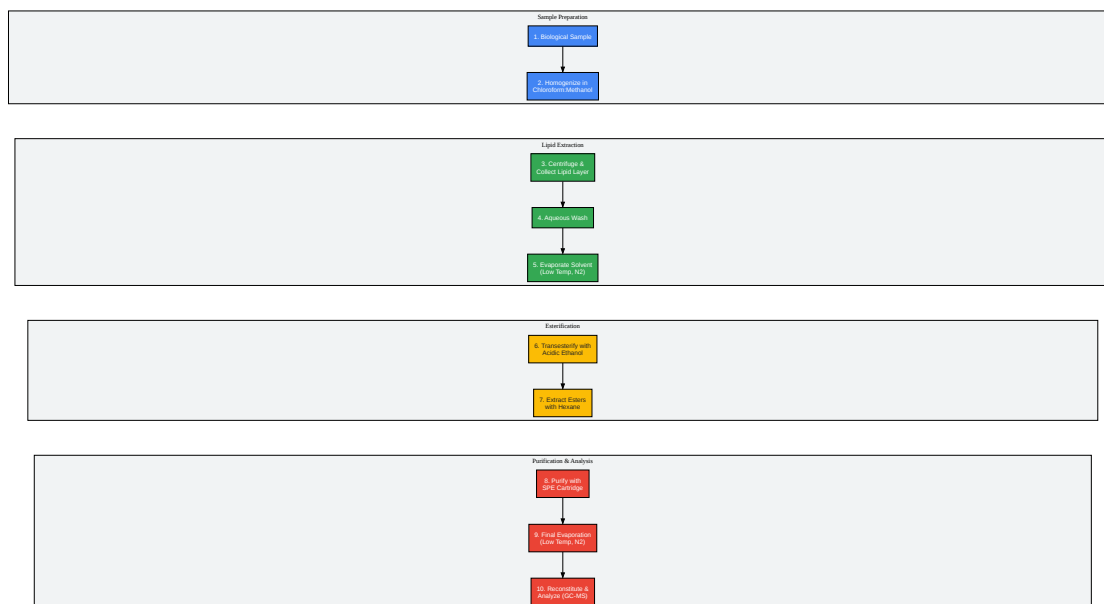 Sample Preparation
1. Biological Sample
2. Homogenize in
Chloroform:Methanol
Lipid Extraction
3. Centrifuge &
Collect Lipid Layer
4. Aqueous Wash
5. Evaporate Solvent
(Low Temp, N2)
Esterification
6. Transesterify with
Acidic Ethanol
7. Extract Esters
with Hexane
Purification & Analysis
8. Purify with
SPE Cartridge
9. Final Evaporation
(Low Temp, N2)
10. Reconstitute &
Analyze (GC-MS)